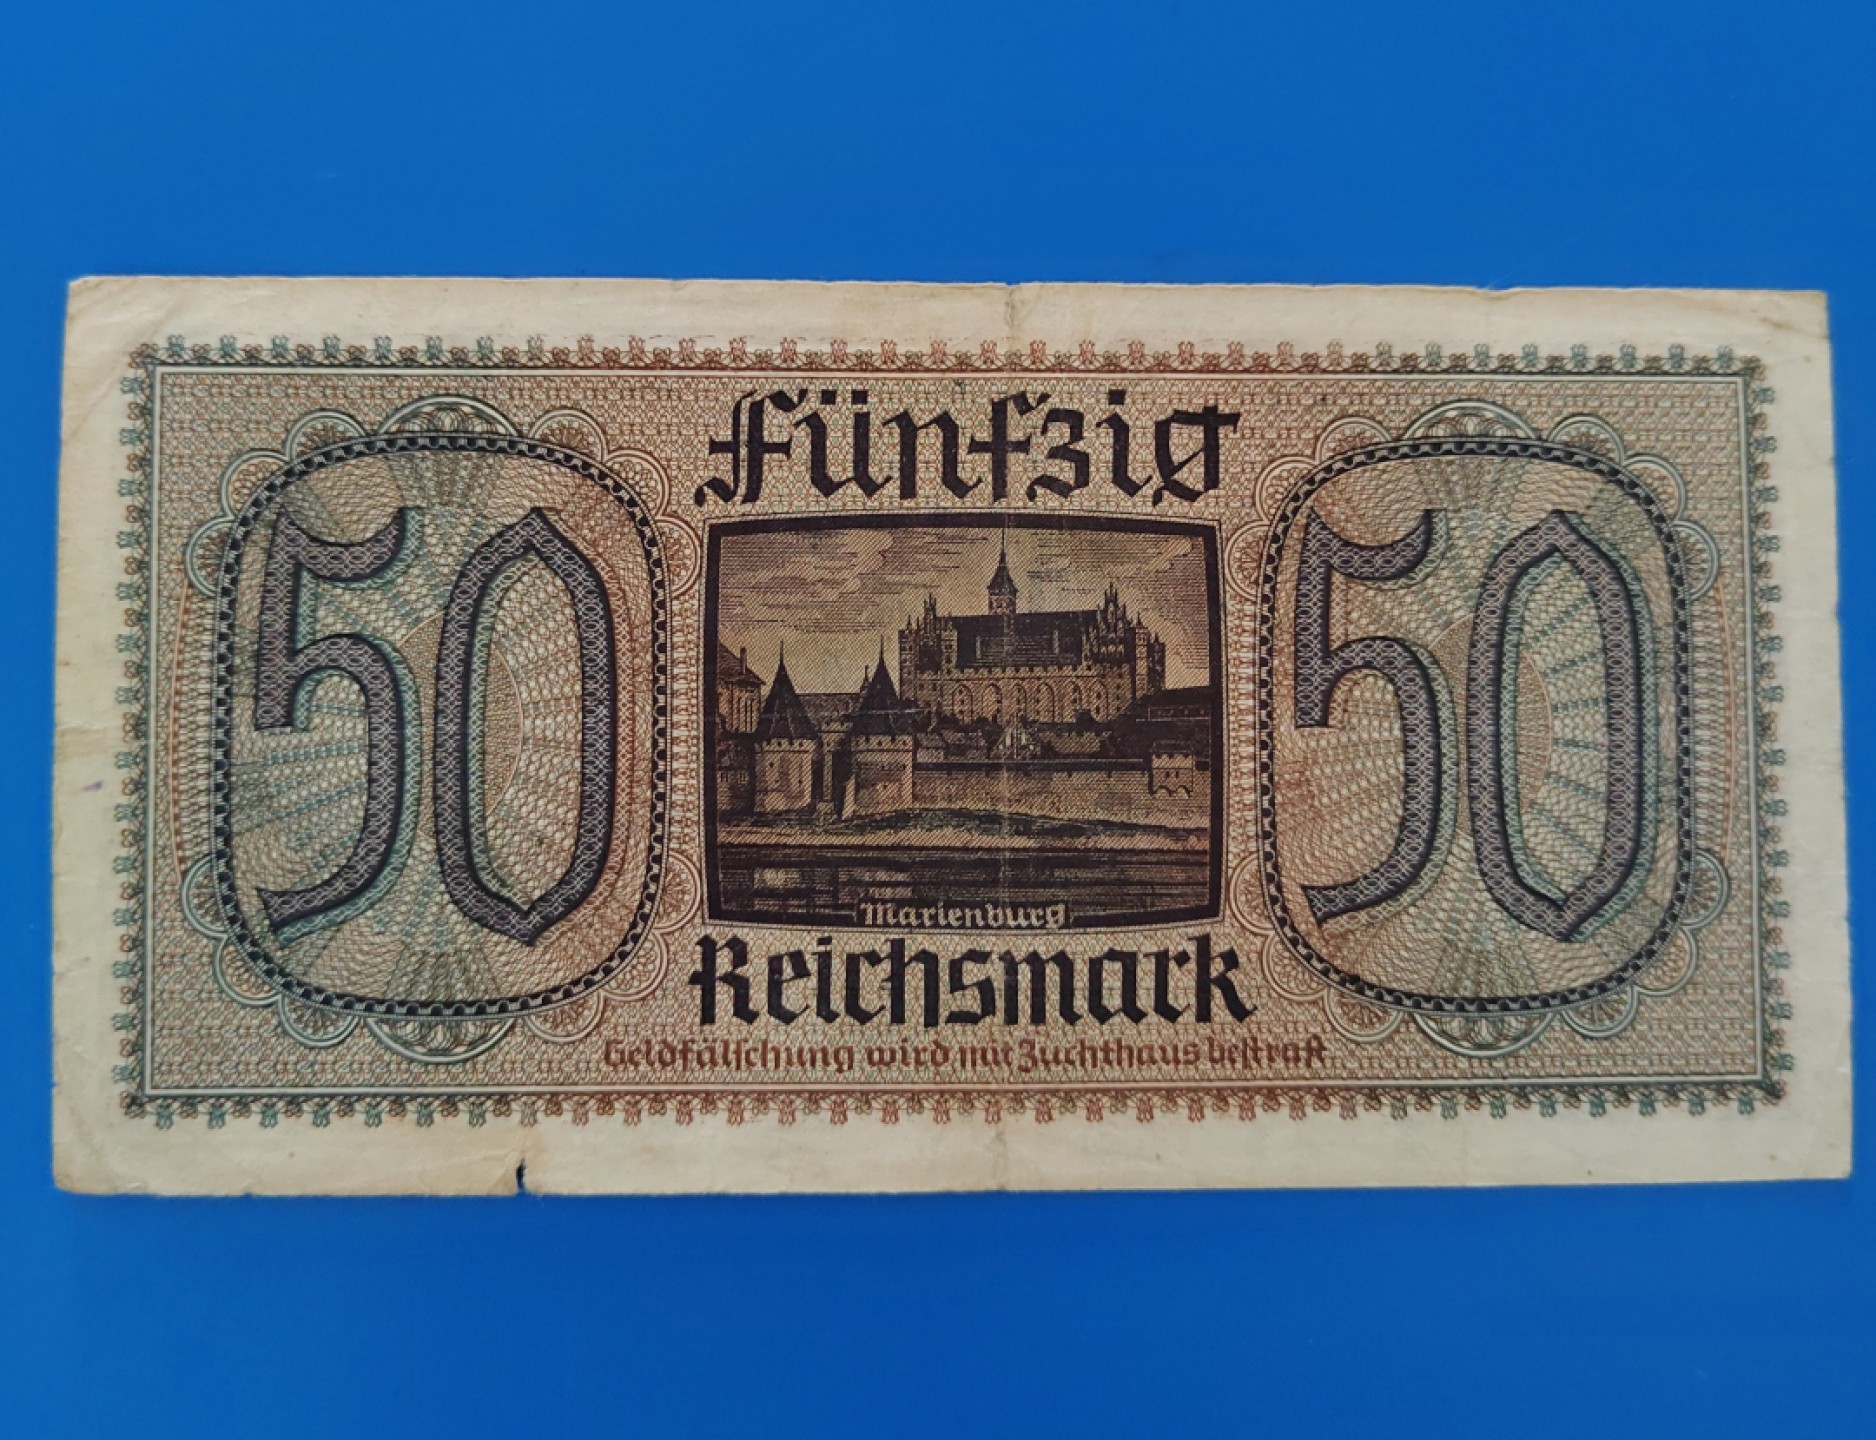 Fünfzig
50
50
Marienburg
Reichsmark
Geldfälschung wird mit Zuchthaus bestraft